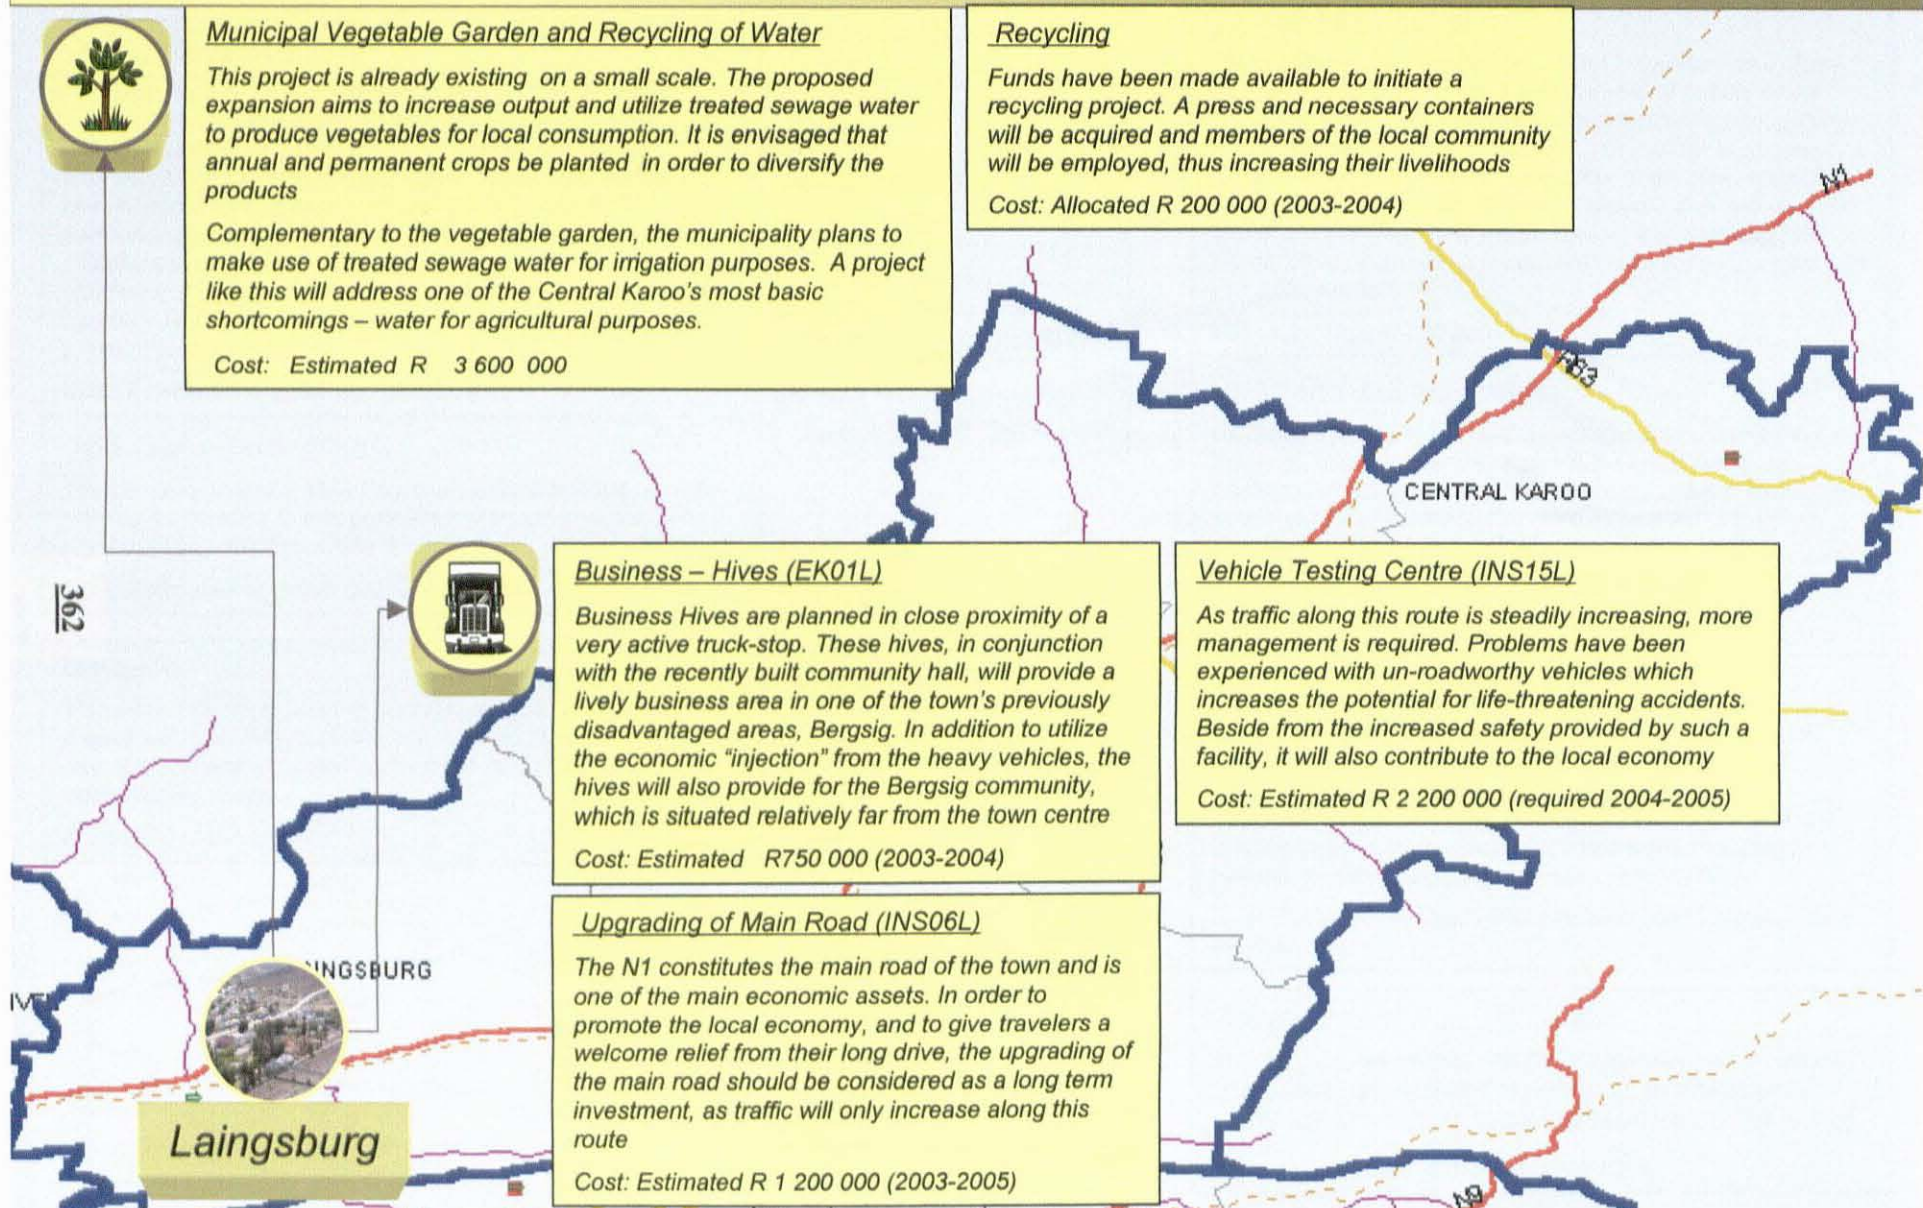 Municipal Vegetable Garden and Recycling of Water
This project is already existing on a small scale. The proposed
expansion aims to increase output and utilize treated sewage water
to produce vegetables for local consumption. It is envisaged that
annual and permanent crops be planted in order to diversify the
products
Complementary to the vegetable garden, the municipality plans to
make use of treated sewage water for irrigation purposes. A project
like this will address one of the Central Karoo's most basic
shortcomings – water for agricultural purposes.
Cost: Estimated R 3 600 000
Recycling
Funds have been made available to initiate a
recycling project. A press and necessary containers
will be acquired and members of the local community
will be employed, thus increasing their livelihoods
Cost: Allocated R 200 000 (2003-2004)
N1
R63
CENTRAL KAROO
362
Business – Hives (EK01L)
Business Hives are planned in close proximity of a
very active truck-stop. These hives, in conjunction
with the recently built community hall, will provide a
lively business area in one of the town's previously
disadvantaged areas, Bergsig. In addition to utilize
the economic "injection" from the heavy vehicles, the
hives will also provide for the Bergsig community,
which is situated relatively far from the town centre
Cost: Estimated R750 000 (2003-2004)
Vehicle Testing Centre (INS15L)
As traffic along this route is steadily increasing, more
management is required. Problems have been
experienced with un-roadworthy vehicles which
increases the potential for life-threatening accidents.
Beside from the increased safety provided by such a
facility, it will also contribute to the local economy
Cost: Estimated R 2 200 000 (required 2004-2005)
Upgrading of Main Road (INS06L)
The N1 constitutes the main road of the town and is
one of the main economic assets. In order to
promote the local economy, and to give travelers a
welcome relief from their long drive, the upgrading of
the main road should be considered as a long term
investment, as traffic will only increase along this
route
Cost: Estimated R 1 200 000 (2003-2005)
INGSBURG
Laingsburg
N9